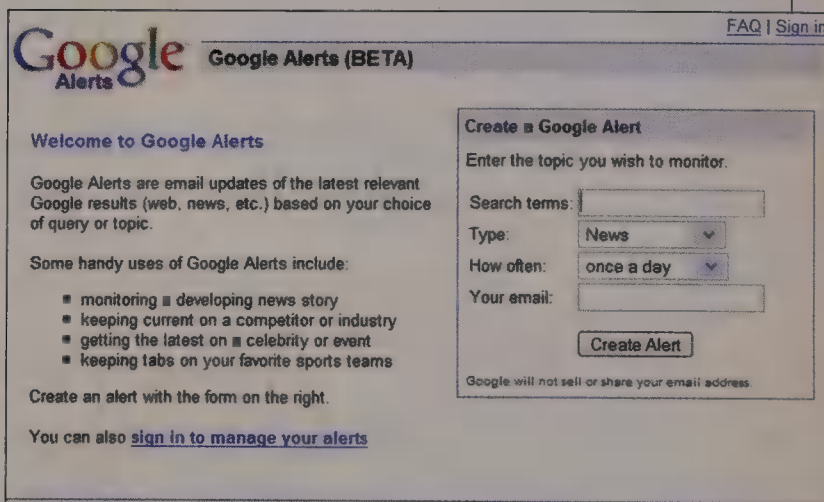 FAQ | Sign in
Google
Alerts
Google Alerts (BETA)
Welcome to Google Alerts
Google Alerts are email updates of the latest relevant
Google results (web, news, etc.) based on your choice
of query or topic.
Some handy uses of Google Alerts include:
monitoring a developing news story
keeping current on a competitor or industry
getting the latest on a celebrity or event
keeping tabs on your favorite sports teams
Create an alert with the form on the right.
You can also sign in to manage your alerts
Create a Google Alert
Enter the topic you wish to monitor.
Search terms:
Type: News
How often: once a day
Your email:
Create Alert
Google will not sell or share your email address.